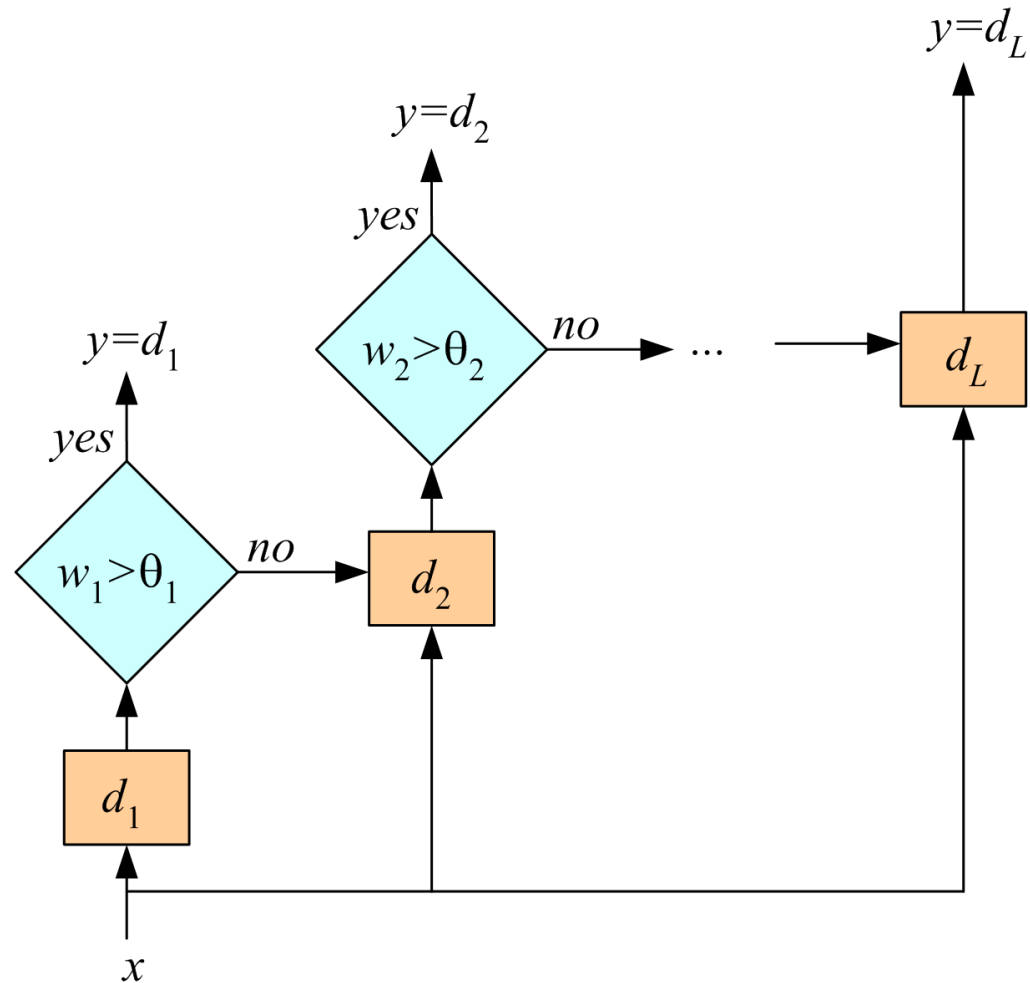 y=d_L
y=d_2
yes
w_2>θ_2
no
...
d_L
y=d_1
yes
w_1>θ_1
no
d_2
d_1
x